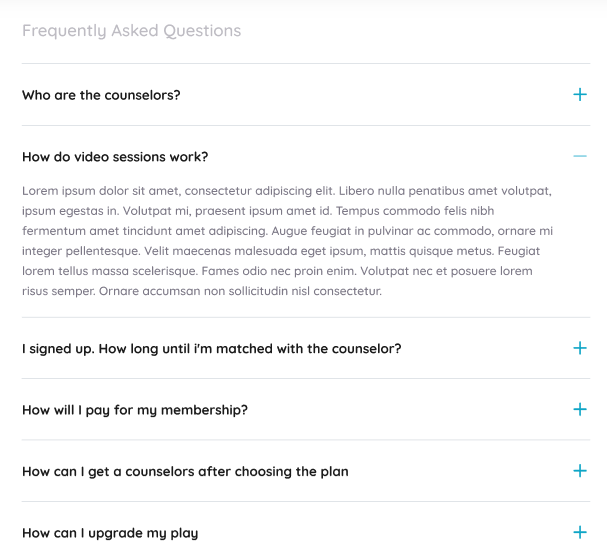 Frequently Asked Questions
Who are the counselors?
How do video sessions work?
Lorem ipsum dolor sit amet, consectetur adipiscing elit. Libero nulla penatibus amet volutpat,
ipsum egestas in. Volutpat mi, praesent ipsum amet id. Tempus commodo felis nibh
fermentum amet tincidunt amet adipiscing. Augue feugiat in pulvinar ac commodo, ornare mi
integer pellentesque. Velit maecenas malesuada eget ipsum, mattis quisque metus. Feugiat
lorem tellus massa scelerisque. Fames odio nec proin enim. Volutpat nec et posuere lorem
risus semper. Ornare accumsan non sollicitudin nisl consectetur.
I signed up. How long until i'm matched with the counselor?
How will I pay for my membership?
How can I get a counselors after choosing the plan
How can I upgrade my play